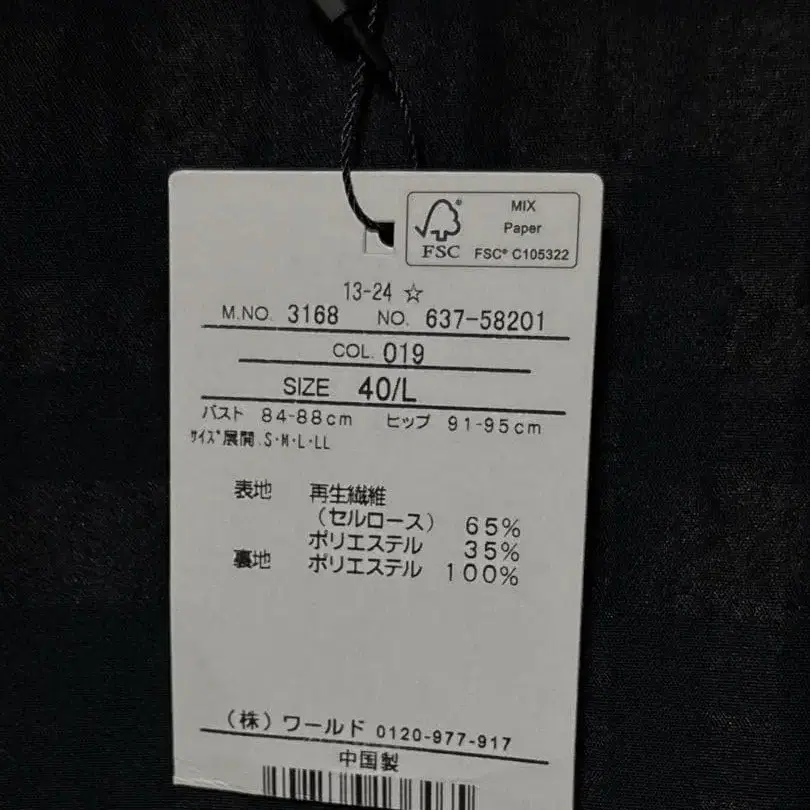 MIX
Paper
FSC® FSC® C105322
13-24 ☆
M.NO. 3168 NO. 637-58201
COL. 019
SIZE 40/L
バスト 84-88cm ヒップ 91-95cm
ｻｲｽﾞ展開.S･M･L･LL
表地 再生繊維
（セルロース） 65%
ポリエステル 35%
裏地 ポリエステル 100%
（株）ワールド 0120-977-917
中国製